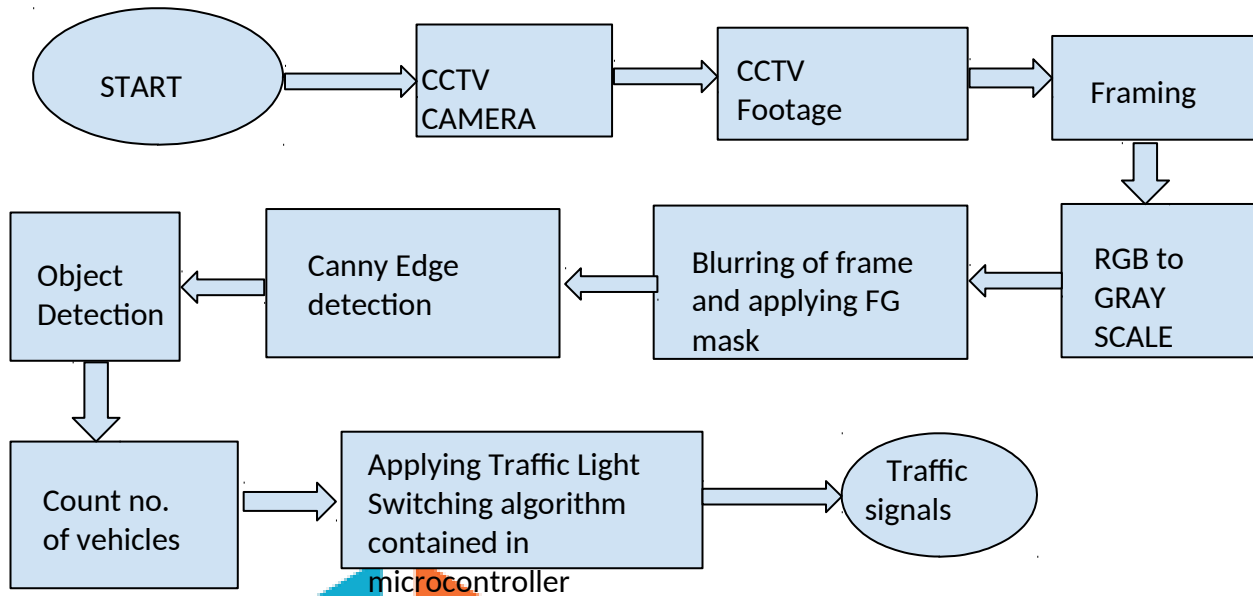 START
CCTV
CAMERA
CCTV
Footage
Framing
RGB to
GRAY
SCALE
Blurring of frame
and applying FG
mask
Canny Edge
detection
Object
Detection
Count no.
of vehicles
Applying Traffic Light
Switching algorithm
contained in
microcontroller
Traffic
signals